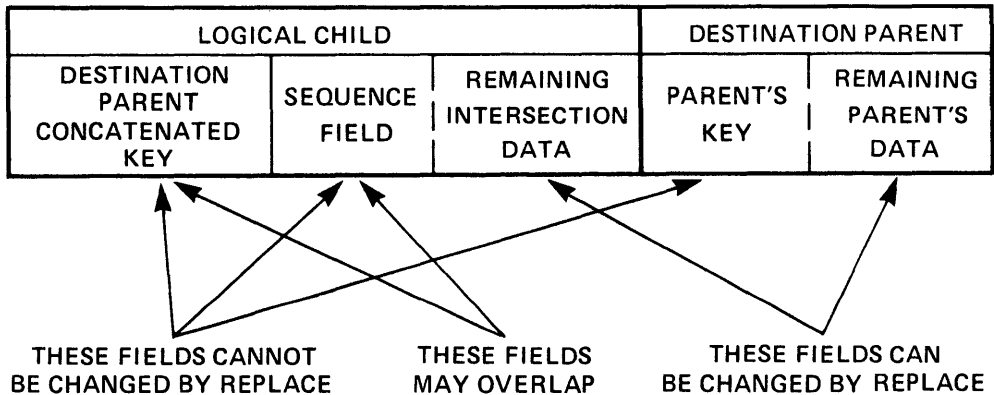 LOGICAL CHILD
DESTINATION PARENT
DESTINATION
PARENT
CONCATENATED
KEY
SEQUENCE
FIELD
REMAINING
INTERSECTION
DATA
PARENT'S
KEY
REMAINING
PARENT'S
DATA
THESE FIELDS CANNOT
BE CHANGED BY REPLACE
THESE FIELDS
MAY OVERLAP
THESE FIELDS CAN
BE CHANGED BY REPLACE